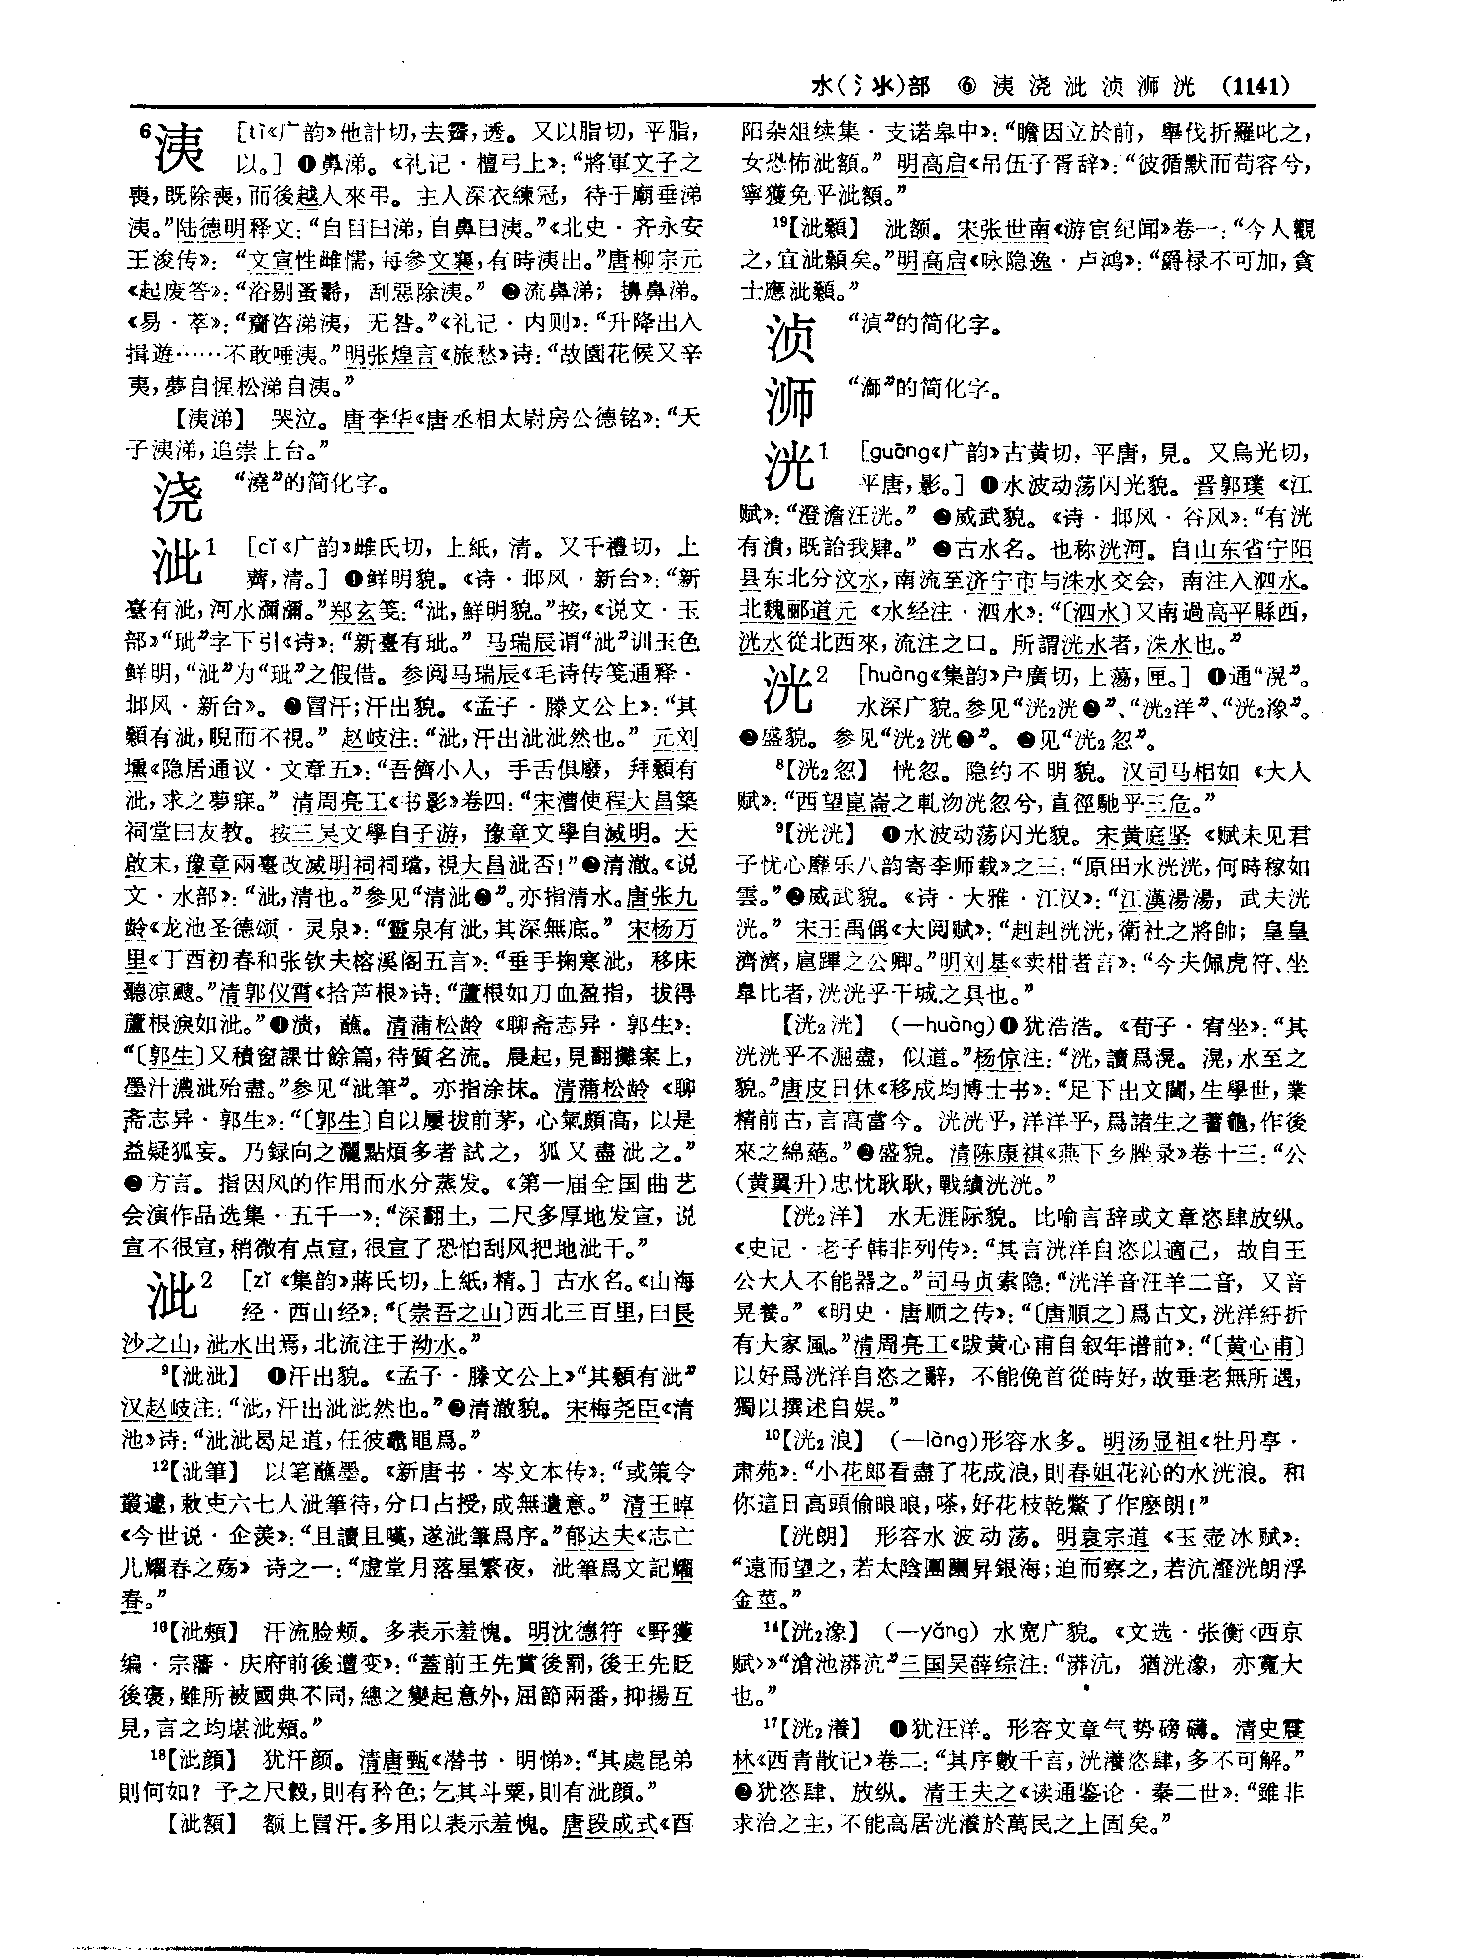 水(氵氺)部 ⑥ 洟 浇 泚 浈 浉 洸 (1141)
6洟 [tì《广韵》他計切,去霽,透。又以脂切,平脂,
以。] ❶鼻涕。《礼记·檀弓上》:“將軍文子之
喪,既除喪,而後越人來弔。主人深衣練冠，待于廟垂涕
洟。”陆德明释文:“自目曰涕,自鼻曰洟。”《北史·齐永安
王浚传》：“文宣性雌懦,每參文襄,有時洟出。”唐柳宗元
《起废答》:“浴剔蚤鬋，刮惡除洟。” ❷流鼻涕；擤鼻涕。
《易·萃》:“齎咨涕洟，无咎。”《礼记·内则》:“升降出入
揖遊……不敢唾洟。”明张煌言《旅愁》诗:“故園花候又辛
夷,夢自惺松涕自洟。”
【洟涕】 哭泣。唐李华《唐丞相太尉房公德铭》:“天
子洟涕,追崇上台。”
浇 “澆”的简化字。
泚1 [cǐ《广韵》雌氏切，上紙，清。又千禮切，上
薺,清。] ❶鲜明貌。《诗·邶风·新台》:“新
臺有泚,河水瀰瀰。”郑玄笺:“泚,鮮明貌。”按,《说文·玉
部》“玼”字下引《诗》:“新臺有玼。”马瑞辰谓“泚”训玉色
鲜明,“泚”为“玼”之假借。参阅马瑞辰《毛诗传笺通释·
邶风·新台》。❷冒汗;汗出貌。《孟子·滕文公上》:“其
顙有泚,睨而不視。”赵岐注:“泚,汗出泚泚然也。”元刘
壎《隐居通议·文章五》:“吾儕小人，手舌俱廢，拜顙有
泚,求之夢寐。”清周亮工《书影》卷四:“宋漕使程大昌築
祠堂曰友教。按三吴文學自子游，豫章文學自滅明。天
啟末,豫章兩臺改滅明祠祠璫,視大昌泚否!”❸清澈。《说
文·水部》:“泚,清也。”参见“清泚❶”。亦指清水。唐张九
龄《龙池圣德颂·灵泉》:“靈泉有泚,其深無底。”宋杨万
里《丁酉初春和张钦夫榕溪阁五言》:“垂手掬寒泚，移床
聽凉颸。”清郭仪霄《拾芦根》诗:“蘆根如刀血盈指，拔得
蘆根淚如泚。”❹渍，蘸。清蒲松龄《聊斋志异·郭生》:
“〔郭生〕又積窗課廿餘篇,待質名流。晨起,見翻攤案上,
墨汁濃泚殆盡。”参见“泚筆”。亦指涂抹。清蒲松龄《聊
斋志异·郭生》:“〔郭生〕自以屢拔前茅，心氣頗高，以是
益疑狐妄。乃録向之灑點煩多者試之，狐又盡泚之。”
❺方言。指因风的作用而水分蒸发。《第一届全国曲艺
会演作品选集·五千一》:“深翻土，二尺多厚地发宣，说
宣不很宣,稍微有点宣,很宣了恐怕刮风把地泚干。”
泚2 [zǐ《集韵》蔣氏切,上紙,精。] 古水名。《山海
经·西山经》:“〔崇吾之山〕西北三百里,曰長
沙之山,泚水出焉,北流注于泑水。”
9【泚泚】 ❶汗出貌。《孟子·滕文公上》“其顙有泚”
汉赵岐注:“泚,汗出泚泚然也。”❷清澈貌。宋梅尧臣《清
池》诗:“泚泚曷足道,任彼鼃黽爲。”
12【泚筆】 以笔蘸墨。《新唐书·岑文本传》:“或策令
叢遽，敕吏六七人泚筆待,分口占授,成無遺意。”清王晫
《今世说·企羡》:“且讀且嘆,遂泚筆爲序。”郁达夫《志亡
儿耀春之殇》诗之一:“虚堂月落星繁夜，泚筆爲文記耀
春。”
16【泚頰】 汗流脸颊。多表示羞愧。明沈德符《野獲
编·宗藩·庆府前後遭变》:“蓋前王先賞後罰,後王先貶
後褒,雖所被國典不同,總之變起意外,屈節兩番,抑揚互
見,言之均堪泚頰。”
18【泚顔】 犹汗颜。清唐甄《潜书·明悌》:“其處昆弟
則何如？予之尺縠,則有矜色;乞其斗粟,則有泚顔。”
【泚額】 额上冒汗。多用以表示羞愧。唐段成式《酉
阳杂俎续集·支诺皋中》:“瞻因立於前，舉伐折羅叱之，
女恐怖泚額。”明高启《吊伍子胥辞》:“彼循默而苟容兮，
寧獲免乎泚額。”
19【泚顙】 泚额。宋张世南《游宦纪闻》卷一:“今人觀
之,宜泚顙矣。”明高启《咏隐逸·卢鸿》:“爵禄不可加,貪
士應泚顙。”
浈 “湞”的简化字。
浉 “溮”的简化字。
洸1 [guāng《广韵》古黄切，平唐，見。又烏光切，
平唐,影。] ❶水波动荡闪光貌。晋郭璞《江
赋》:“澄澹汪洸。”❷威武貌。《诗·邶风·谷风》:“有洸
有潰,既詒我肄。”❸古水名。也称洸河。自山东省宁阳
县东北分汶水,南流至济宁市与洙水交会，南注入泗水。
北魏郦道元《水经注·泗水》:“〔泗水〕又南過高平縣西，
洸水從北西來，流注之口。所謂洸水者,洙水也。”
洸2 [huàng《集韵》户廣切,上蕩,匣。] ❶通“滉”。
水深广貌。参见“洸2洸❶”、“洸2洋”、“洸2潒”。
❷盛貌。参见“洸2洸❷”。❸见“洸2忽”。
8【洸2忽】 恍忽。隐约不明貌。汉司马相如《大人
赋》:“西望崑崙之軋沕洸忽兮,直徑馳乎三危。”
9【洸洸】 ❶水波动荡闪光貌。宋黄庭坚《赋未见君
子忧心靡乐八韵寄李师载》之三:“原田水洸洸,何時稼如
雲。”❷威武貌。《诗·大雅·江汉》:“江漢湯湯，武夫洸
洸。”宋王禹偁《大阅赋》:“赳赳洸洸,衛社之將帥；皇皇
濟濟,扈蹕之公卿。”明刘基《卖柑者言》:“今夫佩虎符、坐
皋比者,洸洸乎干城之具也。”
【洸2洸】 (—huàng)❶犹浩浩。《荀子·宥坐》:“其
洸洸乎不淈盡，似道。”杨倞注:“洸,讀爲滉。滉,水至之
貌。”唐皮日休《移成均博士书》:“足下出文閫,生學世,業
精前古,言高當今。洸洸乎,洋洋乎,爲諸生之蓍龜,作後
來之綿蕝。”❷盛貌。清陈康祺《燕下乡脞录》卷十三:“公
(黄翼升)忠忱耿耿,戰績洸洸。”
【洸2洋】 水无涯际貌。比喻言辞或文章恣肆放纵。
《史记·老子韩非列传》:“其言洸洋自恣以適己，故自王
公大人不能器之。”司马贞索隐:“洸洋音汪羊二音，又音
晃養。”《明史·唐顺之传》:“〔唐順之〕爲古文,洸洋紆折
有大家風。”清周亮工《跋黄心甫自叙年谱前》:“〔黄心甫〕
以好爲洸洋自恣之辭，不能俛首從時好,故垂老無所遇,
獨以撰述自娱。”
10【洸2浪】 (—làng)形容水多。明汤显祖《牡丹亭·
肃苑》:“小花郎看盡了花成浪,則春姐花沁的水洸浪。和
你這日高頭偷晾晾,嗏,好花枝乾鱉了作麽朗!”
【洸朗】 形容水波动荡。明袁宗道《玉壶冰赋》:
“遠而望之,若太陰團團昇銀海;迫而察之,若沆瀣洸朗浮
金莖。”
14【洸2潒】 (—yǎng) 水宽广貌。《文选·张衡〈西京
赋〉》“滄池漭沆”三国吴薛综注:“漭沆，猶洸潒，亦寬大
也。”
17【洸2瀁】 ❶犹汪洋。形容文章气势磅礴。清史震
林《西青散记》卷二:“其序數千言,洸瀁恣肆,多不可解。”
❷犹恣肆、放纵。清王夫之《读通鉴论·秦二世》:“雖非
求治之主,不能高居洸瀁於萬民之上固矣。”